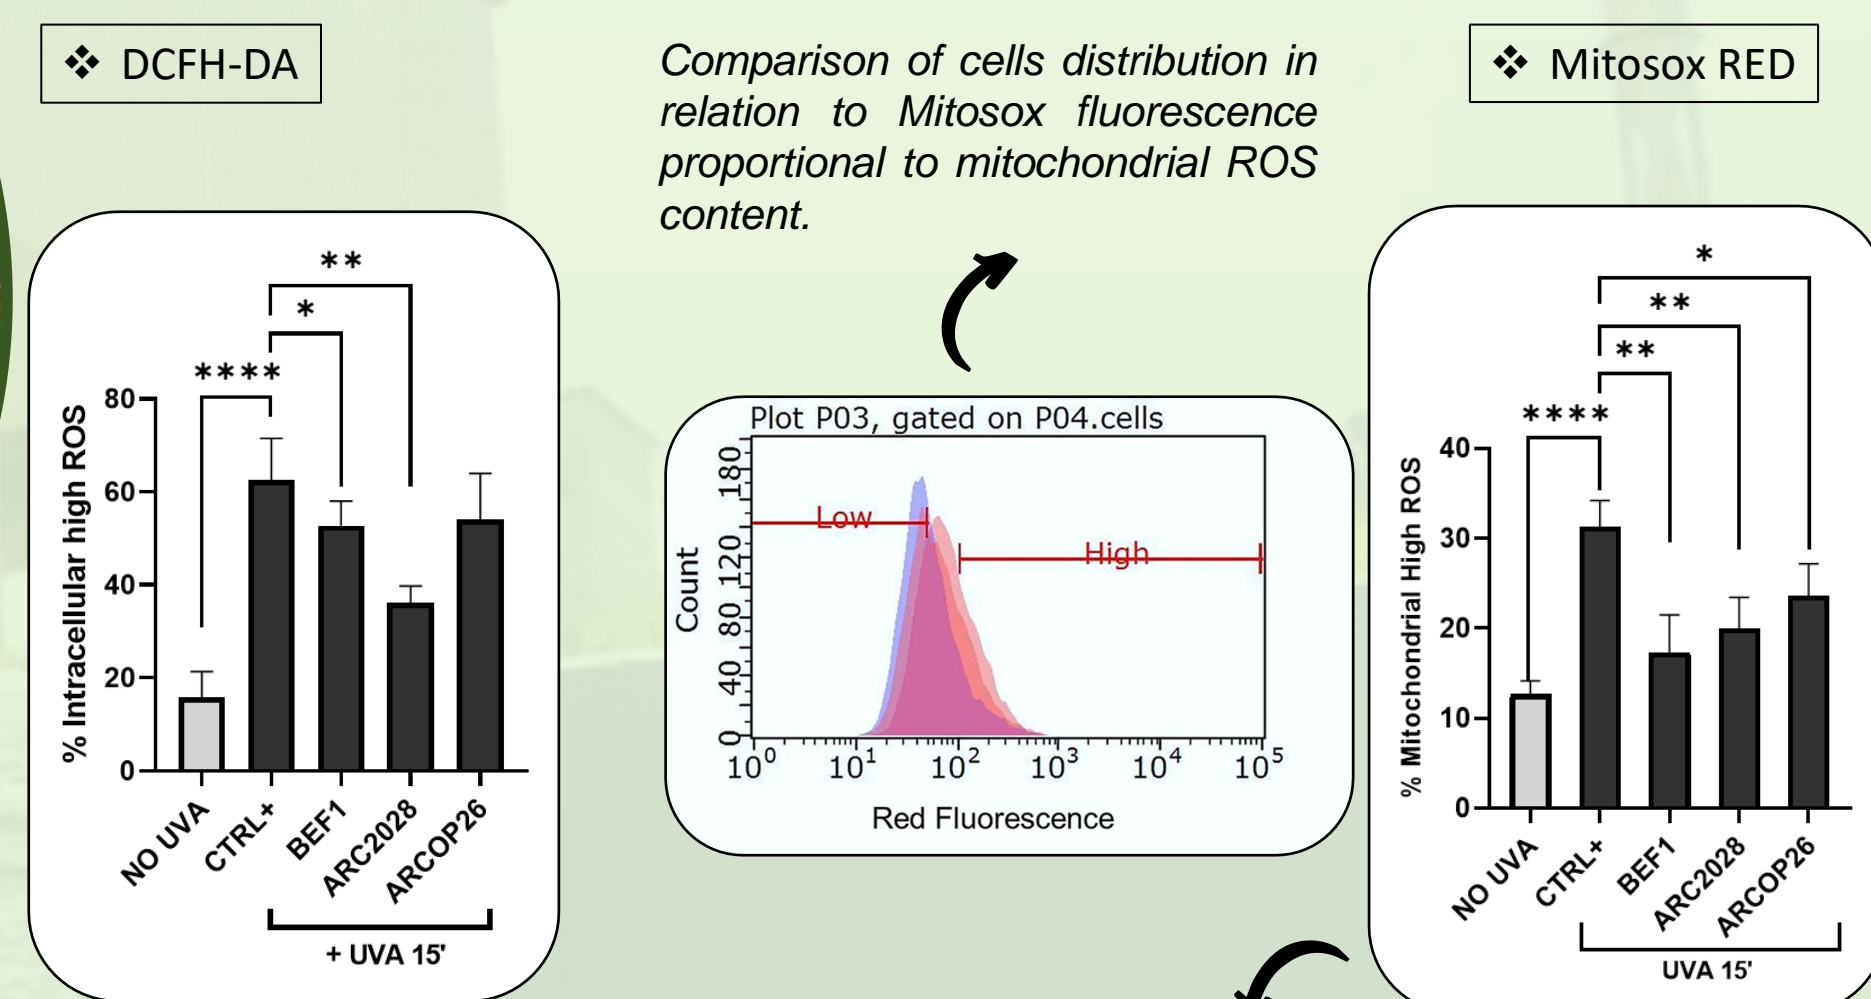 ❖ DCFH-DA
Comparison of cells distribution in
relation to Mitosox fluorescence
proportional to mitochondrial ROS
content.
❖ Mitosox RED
**
*
****
80
60
40
20
0
% Intracellular high ROS
NO UVA
CTRL+
BEF1
ARC2028
ARCOP26
+ UVA 15'
Plot P03, gated on P04.cells
180
120
80
40
0
Count
Low
High
10^0 10^1 10^2 10^3 10^4 10^5
Red Fluorescence
*
**
**
****
40
30
20
10
0
% Mitochondrial High ROS
NO UVA
CTRL+
BEF1
ARC2028
ARCOP26
UVA 15'